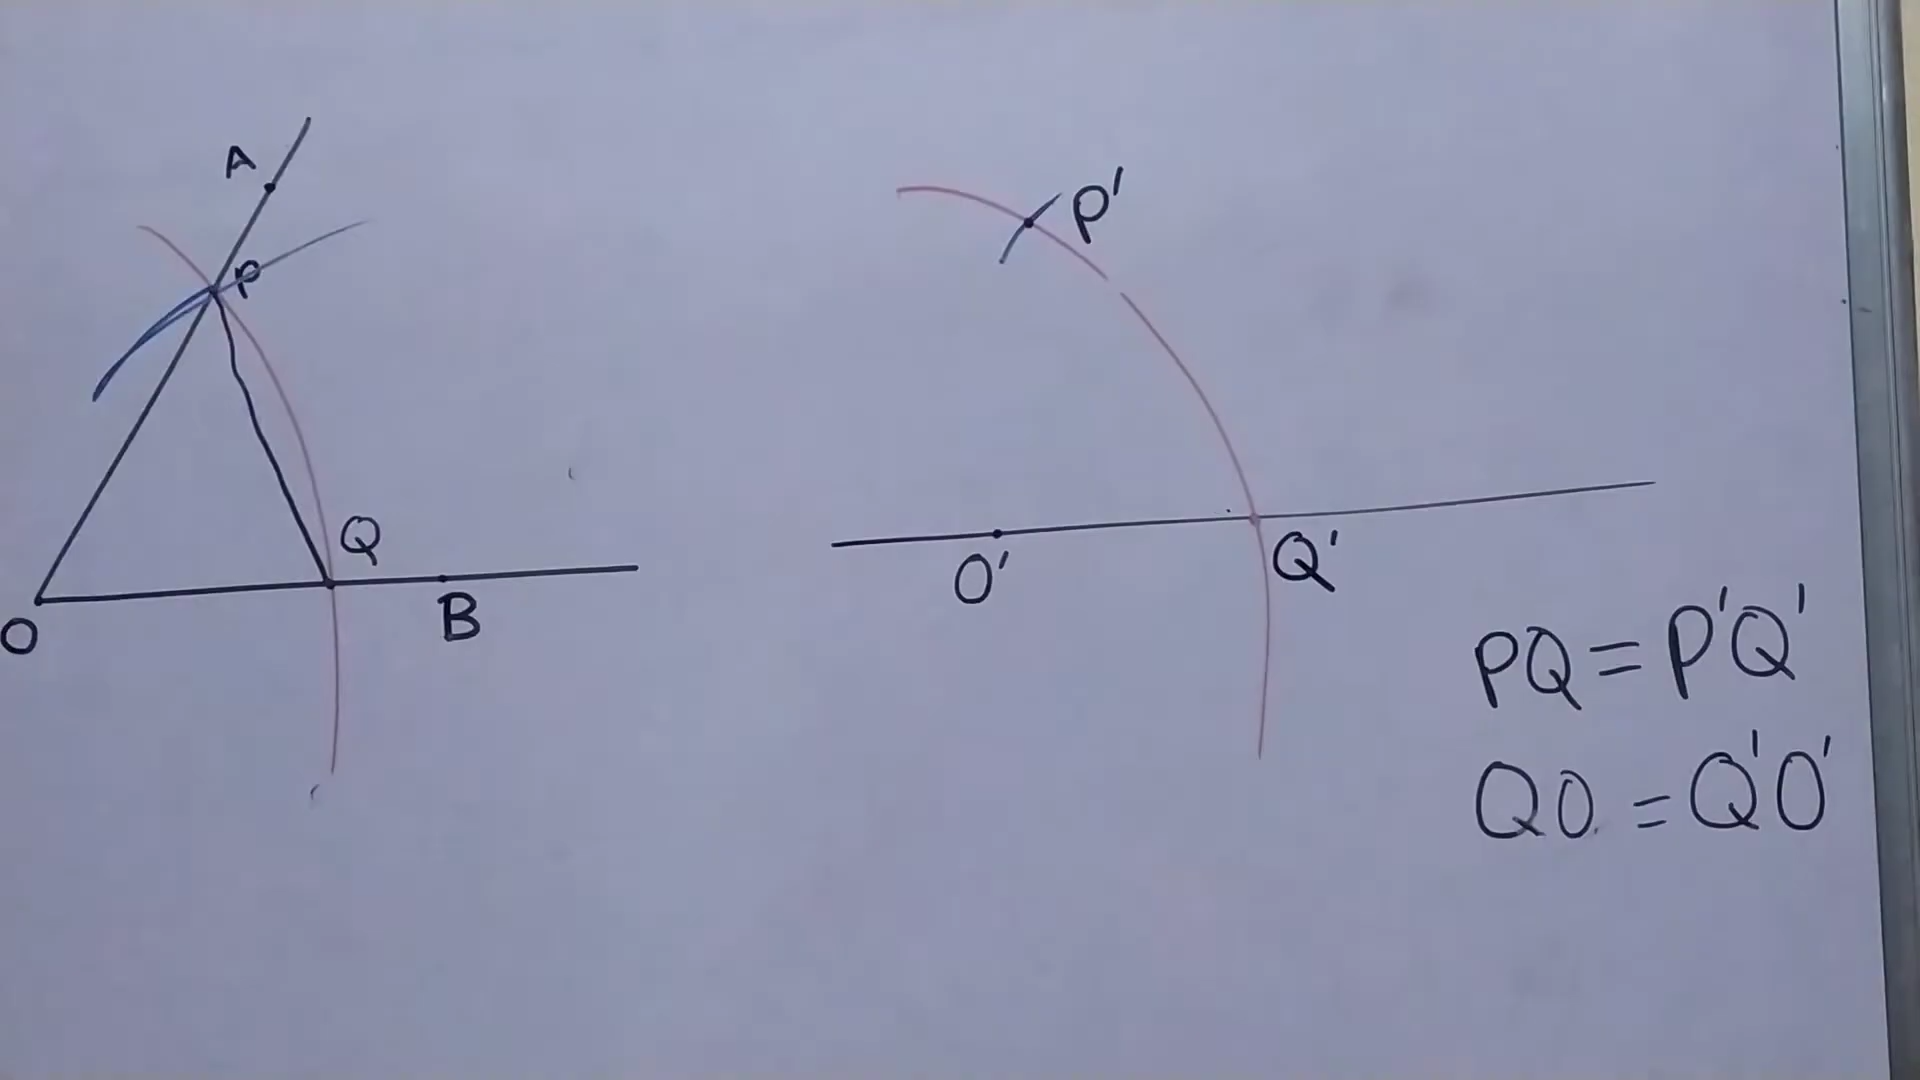 A
P
Q
B
O
P'
O'
Q'
PQ = P'Q'
QO. = Q'O'